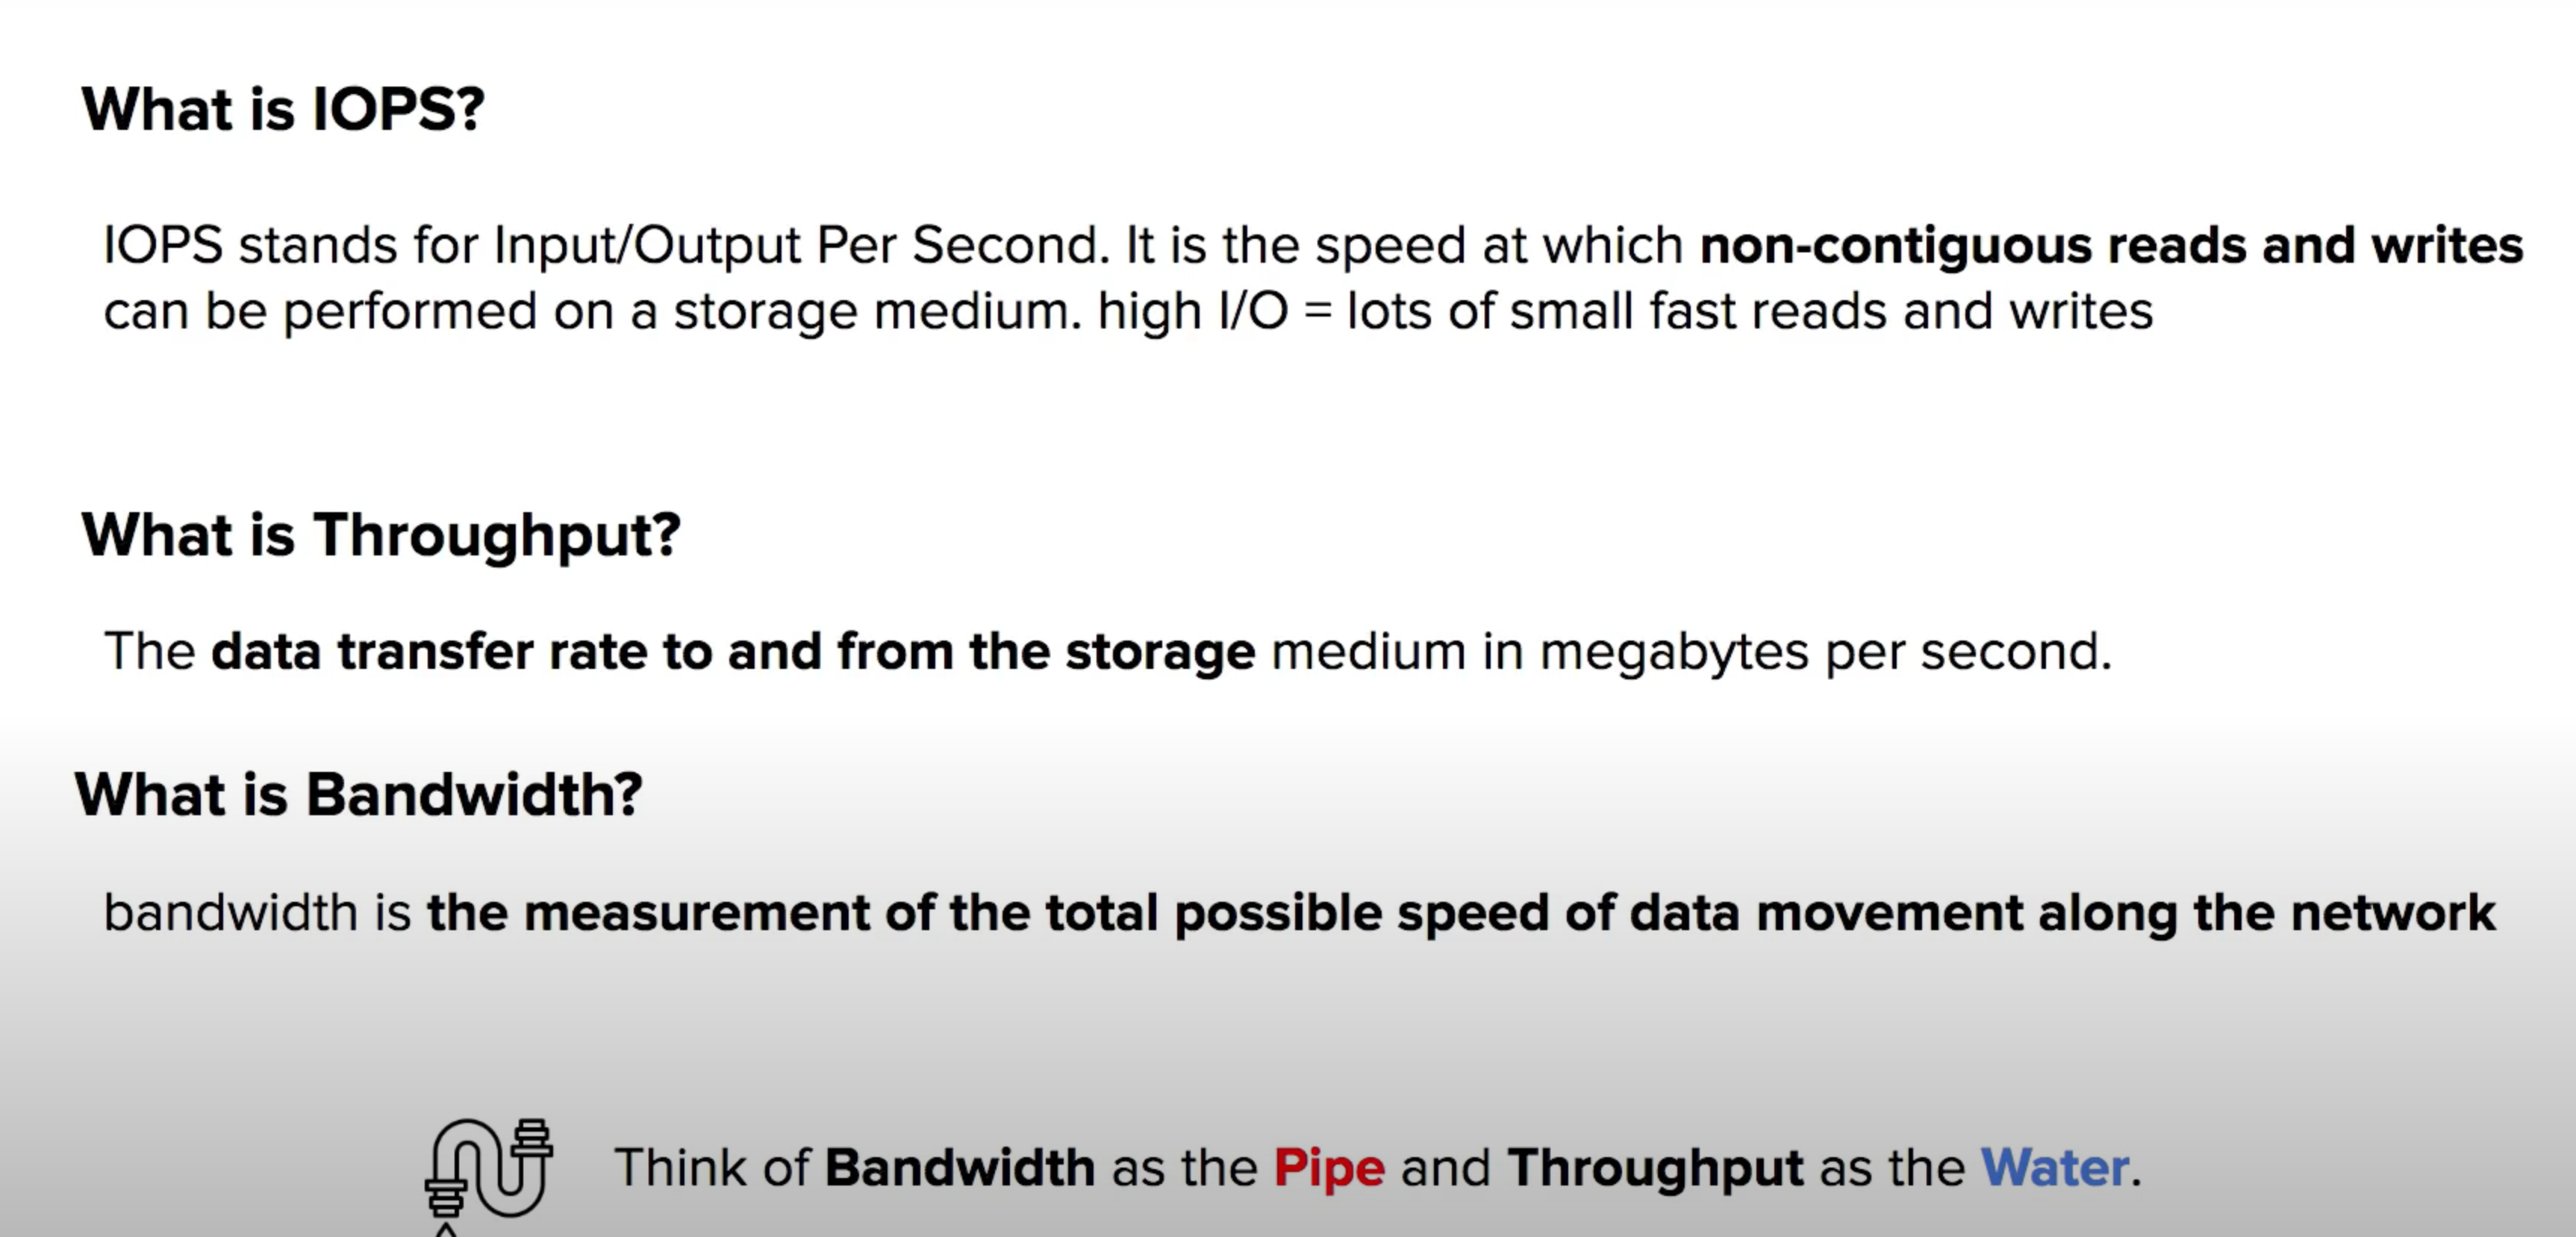 What is IOPS?
IOPS stands for Input/Output Per Second. It is the speed at which non-contiguous reads and writes
can be performed on a storage medium. high I/O = lots of small fast reads and writes
What is Throughput?
The data transfer rate to and from the storage medium in megabytes per second.
What is Bandwidth?
bandwidth is the measurement of the total possible speed of data movement along the network
Think of Bandwidth as the Pipe and Throughput as the Water.